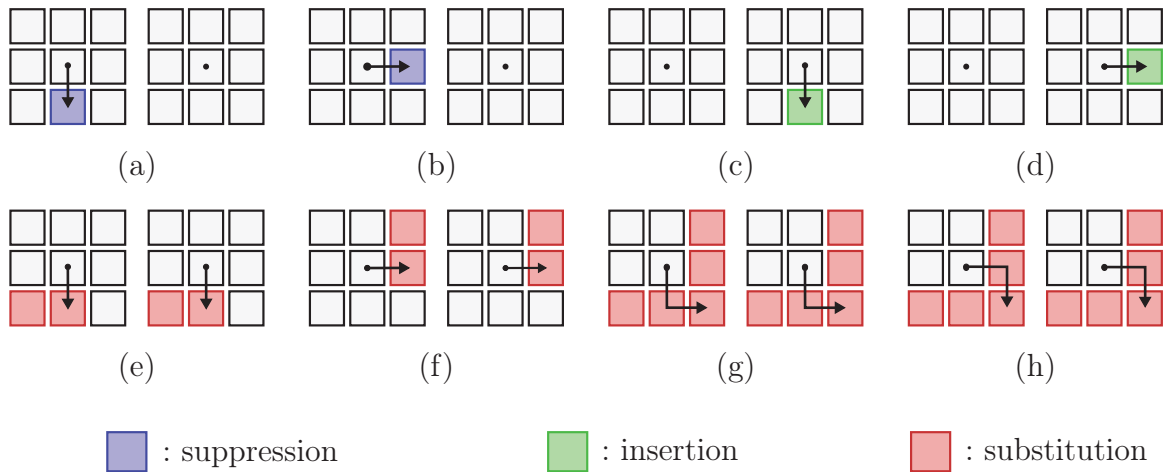 (a) (b) (c) (d)
(e) (f) (g) (h)
: suppression : insertion : substitution